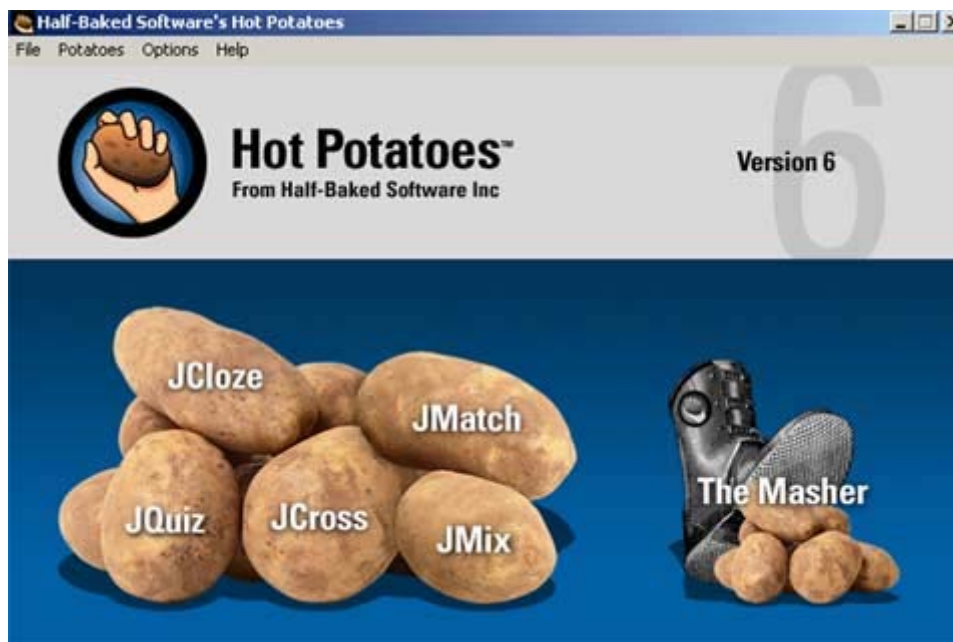 Half-Baked Software's Hot Potatoes
File Potatoes Options Help
Hot Potatoes™
From Half-Baked Software Inc
Version 6
6
JCloze
JMatch
JQuiz
JCross
JMix
The Masher